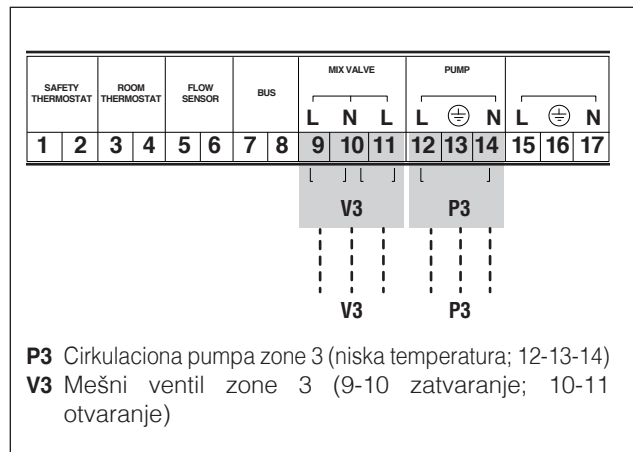 SAFETY THERMOSTAT ROOM THERMOSTAT FLOW SENSOR BUS MIX VALVE PUMP
L N L L N L N
1 2 3 4 5 6 7 8 9 10 11 12 13 14 15 16 17
V3 P3
V3 P3
P3 Cirkulaciona pumpa zone 3 (niska temperatura; 12-13-14)
V3 Mešni ventil zone 3 (9-10 zatvaranje; 10-11
otvaranje)